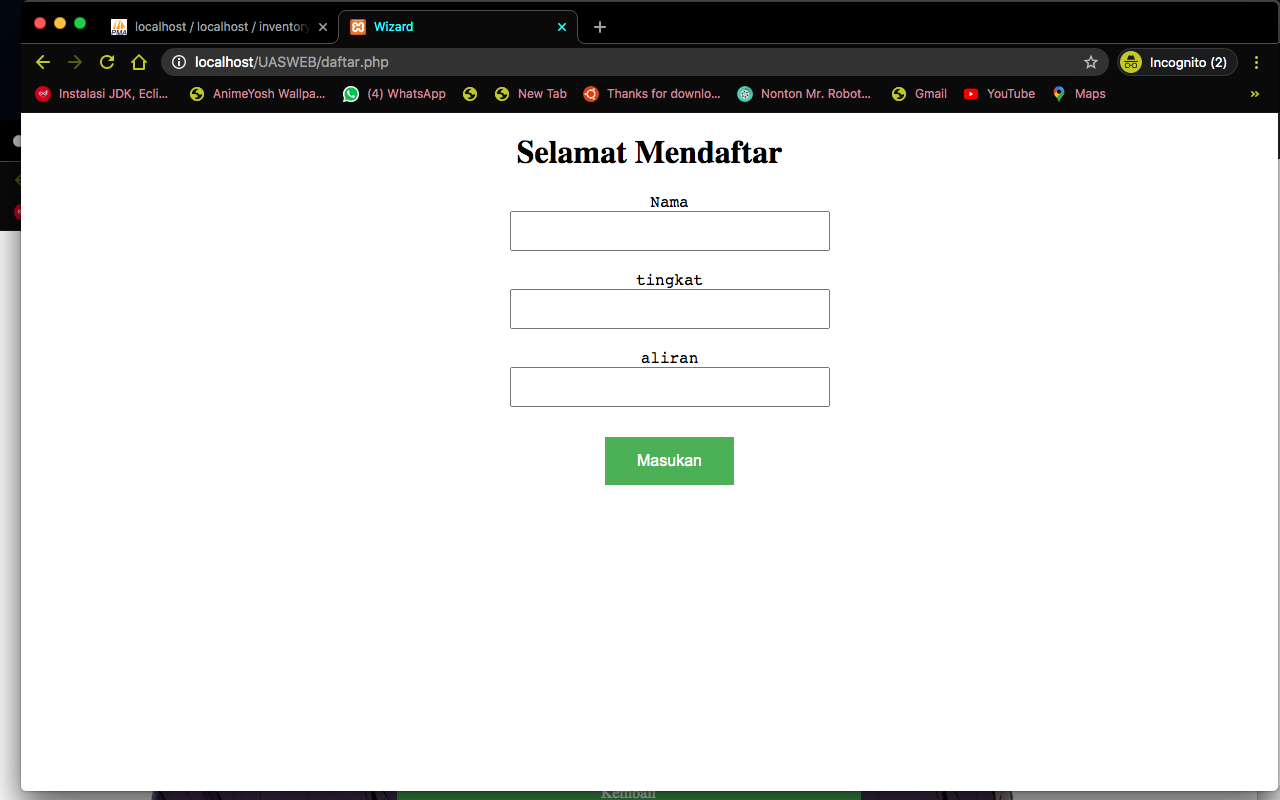 localhost / localhost / inventory
Wizard
localhost/UASWEB/daftar.php
Incognito (2)
Instalasi JDK, Ecli...
AnimeYosh Wallpa...
(4) WhatsApp
New Tab
Thanks for downlo...
Nonton Mr. Robot...
Gmail
YouTube
Maps
Selamat Mendaftar
Nama
tingkat
aliran
Masukan
Kembali